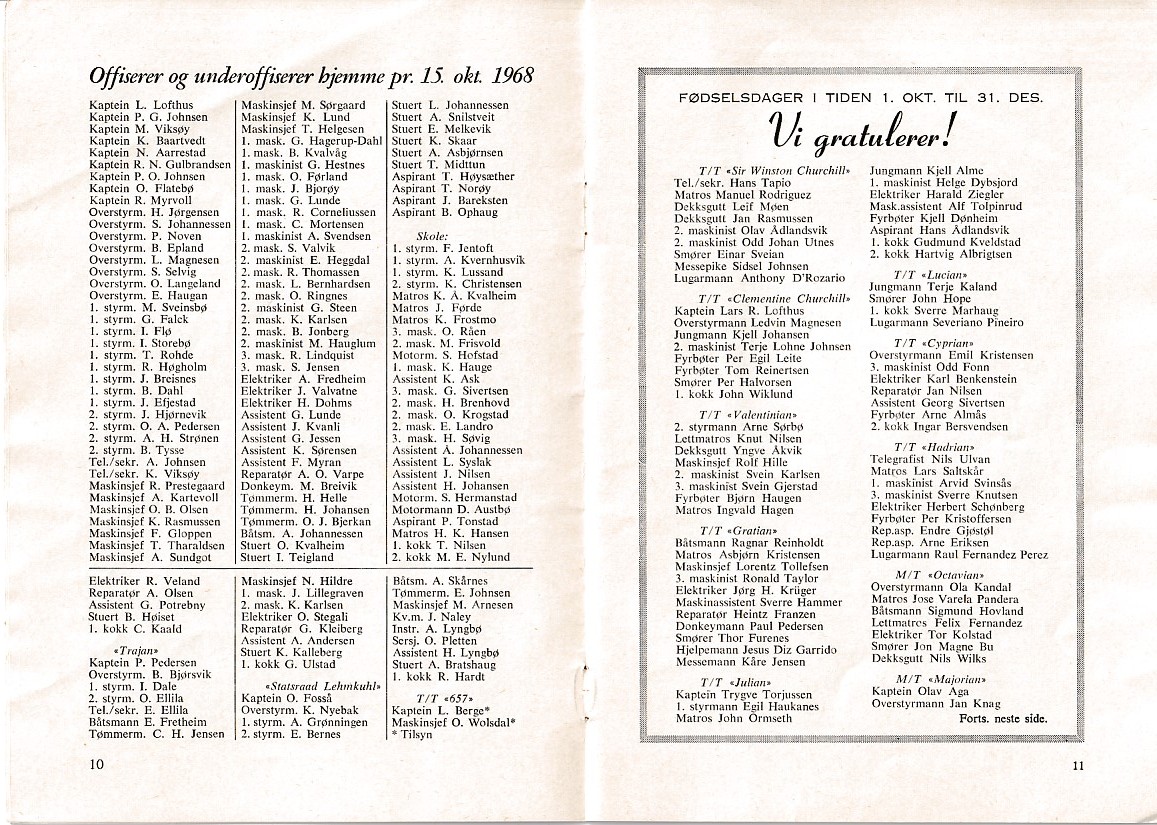 Offiserer og underoffiserer hjemme pr. 15. okt. 1968
Kaptein L. Lofthus
Kaptein P. G. Johnsen
Kaptein M. Viksøy
Kaptein K. Baartvedt
Kaptein N. Aarrestad
Kaptein R. N. Gulbrandsen
Kaptein P. O. Johnsen
Kaptein O. Flatebø
Kaptein R. Myrvoll
Overstyrm. H. Jørgensen
Overstyrm. S. Johannessen
Overstyrm. P. Noven
Overstyrm. B. Epland
Overstyrm. L. Magnesen
Overstyrm. S. Selvig
Overstyrm. O. Langeland
Overstyrm. E. Haugan
1. styrm. M. Sveinsbø
1. styrm. G. Falck
1. styrm. I. Flø
1. styrm. I. Storebø
1. styrm. T. Rohde
1. styrm. R. Høgholm
1. styrm. J. Breisnes
1. styrm. B. Dahl
1. styrm. J. Efjestad
2. styrm. J. Hjørnevik
2. styrm. O. A. Pedersen
2. styrm. A. H. Strønen
2. styrm. B. Tysse
Tel./sekr. A. Johnsen
Tel./sekr. K. Viksøy
Maskinsjef R. Prestegaard
Maskinsjef A. Kartevoll
Maskinsjef O. B. Olsen
Maskinsjef K. Rasmussen
Maskinsjef F. Gloppen
Maskinsjef T. Tharaldsen
Maskinsjef A. Sundgot
Maskinsjef M. Sørgaard
Maskinsjef K. Lund
Maskinsjef T. Helgesen
1. mask. G. Hagerup-Dahl
1. mask. B. Kvalvåg
1. maskinist G. Hestnes
1. mask. O. Førland
1. mask. J. Bjorøy
1. mask. G. Lunde
1. mask. R. Corneliussen
1. mask. C. Mortensen
1. maskinist A. Svendsen
2. mask. S. Valvik
2. maskinist E. Heggdal
2. mask. R. Thomassen
2. mask. L. Bernhardsen
2. mask. O. Ringnes
2. maskinist G. Steen
2. mask. K. Karlsen
2. mask. B. Jonberg
2. maskinist M. Hauglum
3. mask. R. Lindquist
3. mask. S. Jensen
Elektriker A. Fredheim
Elektriker J. Valvatne
Elektriker H. Dohms
Assistent G. Lunde
Assistent J. Kvanli
Assistent G. Jessen
Assistent K. Sørensen
Assistent F. Myran
Reparatør A. O. Varpe
Donkeym. M. Breivik
Tømmerm. H. Helle
Tømmerm. H. Johansen
Tømmerm. O. J. Bjerkan
Båtsm. A. Johannessen
Stuert O. Kvalheim
Stuert I. Teigland
Stuert L. Johannessen
Stuert A. Snilstveit
Stuert E. Melkevik
Stuert K. Skaar
Stuert A. Asbjørnsen
Stuert T. Midttun
Aspirant T. Høysæther
Aspirant T. Norøy
Aspirant J. Bareksten
Aspirant B. Ophaug
Skole:
1. styrm. F. Jentoft
1. styrm. A. Kvernhusvik
1. styrm. K. Lussand
2. styrm. K. Christensen
Matros K. A. Kvalheim
Matros J. Førde
Matros K. Frostmo
3. mask. O. Råen
2. mask. M. Frisvold
Motorm. S. Hofstad
1. mask. K. Hauge
Assistent K. Ask
3. mask. G. Sivertsen
2. mask. H. Brenhovd
2. mask. O. Krogstad
2. mask. E. Landro
3. mask. H. Søvig
Assistent A. Johannessen
Assistent L. Syslak
Assistent J. Nilsen
Assistent H. Johansen
Motorm. S. Hermanstad
Motormann D. Austbø
Aspirant P. Tonstad
Matros H. K. Hansen
1. kokk T. Nilsen
2. kokk M. E. Nylund
Elektriker R. Veland
Reparatør A. Olsen
Assistent G. Potrebny
Stuert B. Høiset
1. kokk C. Kaald
«Trajan»
Kaptein P. Pedersen
Overstyrm. B. Bjørsvik
1. styrm. I. Dale
2. styrm. O. Ellila
Tel./sekr. E. Ellila
Båtsmann E. Fretheim
Tømmerm. C. H. Jensen
Maskinsjef N. Hildre
1. mask. J. Lillegraven
2. mask. K. Karlsen
Elektriker O. Stegali
Reparatør G. Kleiberg
Assistent A. Andersen
Stuert K. Kalleberg
1. kokk G. Ulstad
«Statsraad Lehmkuhl»
Kaptein O. Fosså
Overstyrm. K. Nyebak
1. styrm. A. Grønningen
2. styrm. E. Bernes
Båtsm. A. Skårnes
Tømmerm. E. Johnsen
Maskinsjef M. Arnesen
Kv.m. J. Naley
Instr. A. Lyngbø
Sersj. O. Pletten
Assistent H. Lyngbø
Stuert A. Bratshaug
1. kokk R. Hardt
T/T «657»
Kaptein L. Berge*
Maskinsjef O. Wolsdal*
* Tilsyn
10
FØDSELSDAGER I TIDEN 1. OKT. TIL 31. DES.
Vi gratulerer!
T/T «Sir Winston Churchill»
Tel./sekr. Hans Tapio
Matros Manuel Rodriguez
Dekksgutt Leif Møen
Dekksgutt Jan Rasmussen
2. maskinist Olav Ådlandsvik
2. maskinist Odd Johan Utnes
Smører Einar Sveian
Messepike Sidsel Johnsen
Lugarmann Anthony D'Rozario
T/T «Clementine Churchill»
Kaptein Lars R. Lofthus
Overstyrmann Ledvin Magnesen
Jungmann Kjell Johansen
2. maskinist Terje Lohne Johnsen
Fyrbøter Per Egil Leite
Fyrbøter Tom Reinertsen
Smører Per Halvorsen
1. kokk John Wiklund
T/T «Valentinian»
2. styrmann Arne Sørbø
Lettmatros Knut Nilsen
Dekksgutt Yngve Åkvik
Maskinsjef Rolf Hille
2. maskinist Svein Karlsen
3. maskinist Svein Gjerstad
Fyrbøter Bjørn Haugen
Matros Ingvald Hagen
T/T «Gratian»
Båtsmann Ragnar Reinholdt
Matros Asbjørn Kristensen
Maskinsjef Lorentz Tollefsen
3. maskinist Ronald Taylor
Elektriker Jørg H. Krüger
Maskinassistent Sverre Hammer
Reparatør Heintz Franzen
Donkeymann Paul Pedersen
Smører Thor Furenes
Hjelpemann Jesus Diz Garrido
Messemann Kåre Jensen
T/T «Julian»
Kaptein Trygve Torjussen
1. styrmann Egil Haukanes
Matros John Ormseth
Jungmann Kjell Alme
1. maskinist Helge Dybsjord
Elektriker Harald Ziegler
Mask.assistent Alf Tolpinrud
Fyrbøter Kjell Dønheim
Aspirant Hans Ådlandsvik
1. kokk Gudmund Kveldstad
2. kokk Hartvig Albrigtsen
T/T «Lucian»
Jungmann Terje Kaland
Smører John Hope
1. kokk Sverre Marhaug
Lugarmann Severiano Pineiro
T/T «Cyprian»
Overstyrmann Emil Kristensen
3. maskinist Odd Fonn
Elektriker Karl Benkenstein
Reparatør Jan Nilsen
Assistent Georg Sivertsen
Fyrbøter Arne Almås
2. kokk Ingar Bersvendsen
T/T «Hadrian»
Telegrafist Nils Ulvan
Matros Lars Saltskår
1. maskinist Arvid Svinsås
3. maskinist Sverre Knutsen
Elektriker Herbert Schønberg
Fyrbøter Per Kristoffersen
Rep.asp. Endre Gjøstøl
Rep.asp. Arne Eriksen
Lugarmann Raul Fernandez Perez
M/T «Octavian»
Overstyrmann Ola Kandal
Matros Jose Varela Pandera
Båtsmann Sigmund Hovland
Lettmatros Felix Fernandez
Elektriker Tor Kolstad
Smører Jon Magne Bu
Dekksgutt Nils Wilks
M/T «Majorian»
Kaptein Olav Aga
Overstyrmann Jan Knag
Forts. neste side.
11